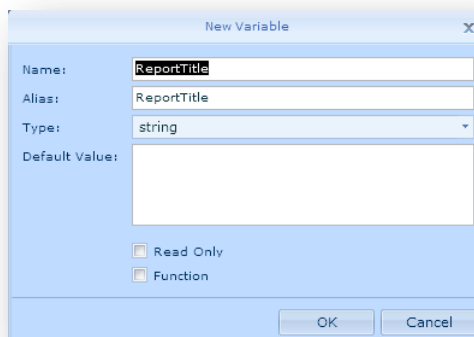 New Variable
Name: ReportTitle
Alias: ReportTitle
Type: string
Default Value:
Read Only
Function
OK Cancel